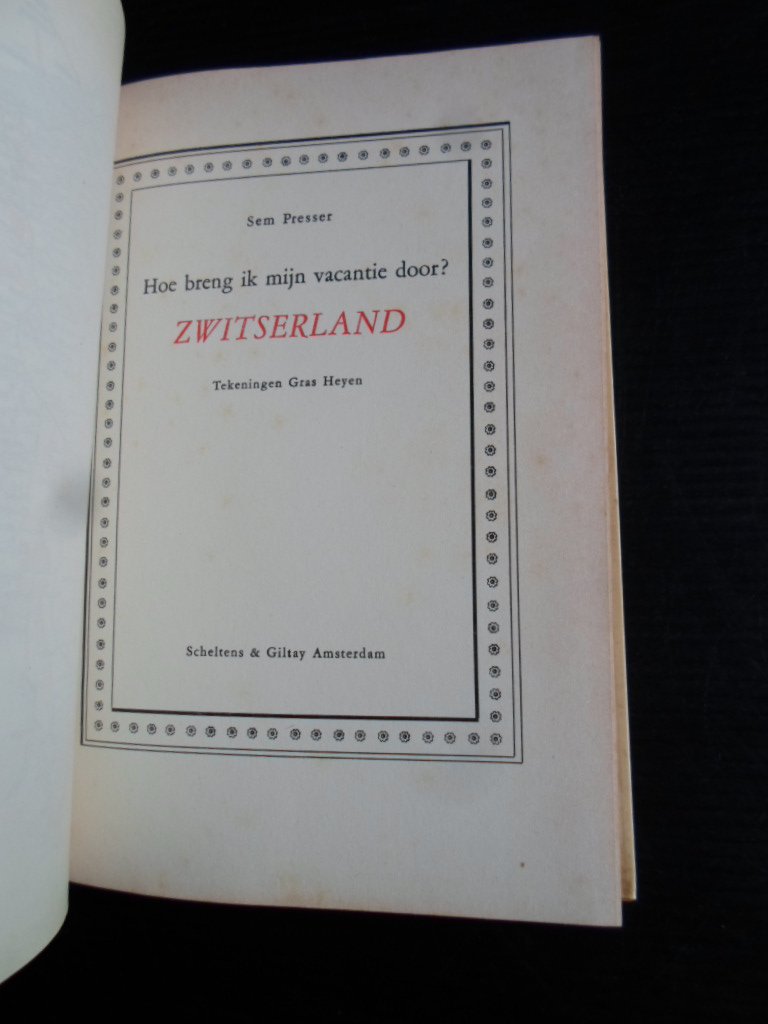 Sem Presser
Hoe breng ik mijn vacantie door?
ZWITSERLAND
Tekeningen Gras Heyen
Scheltens & Giltay Amsterdam